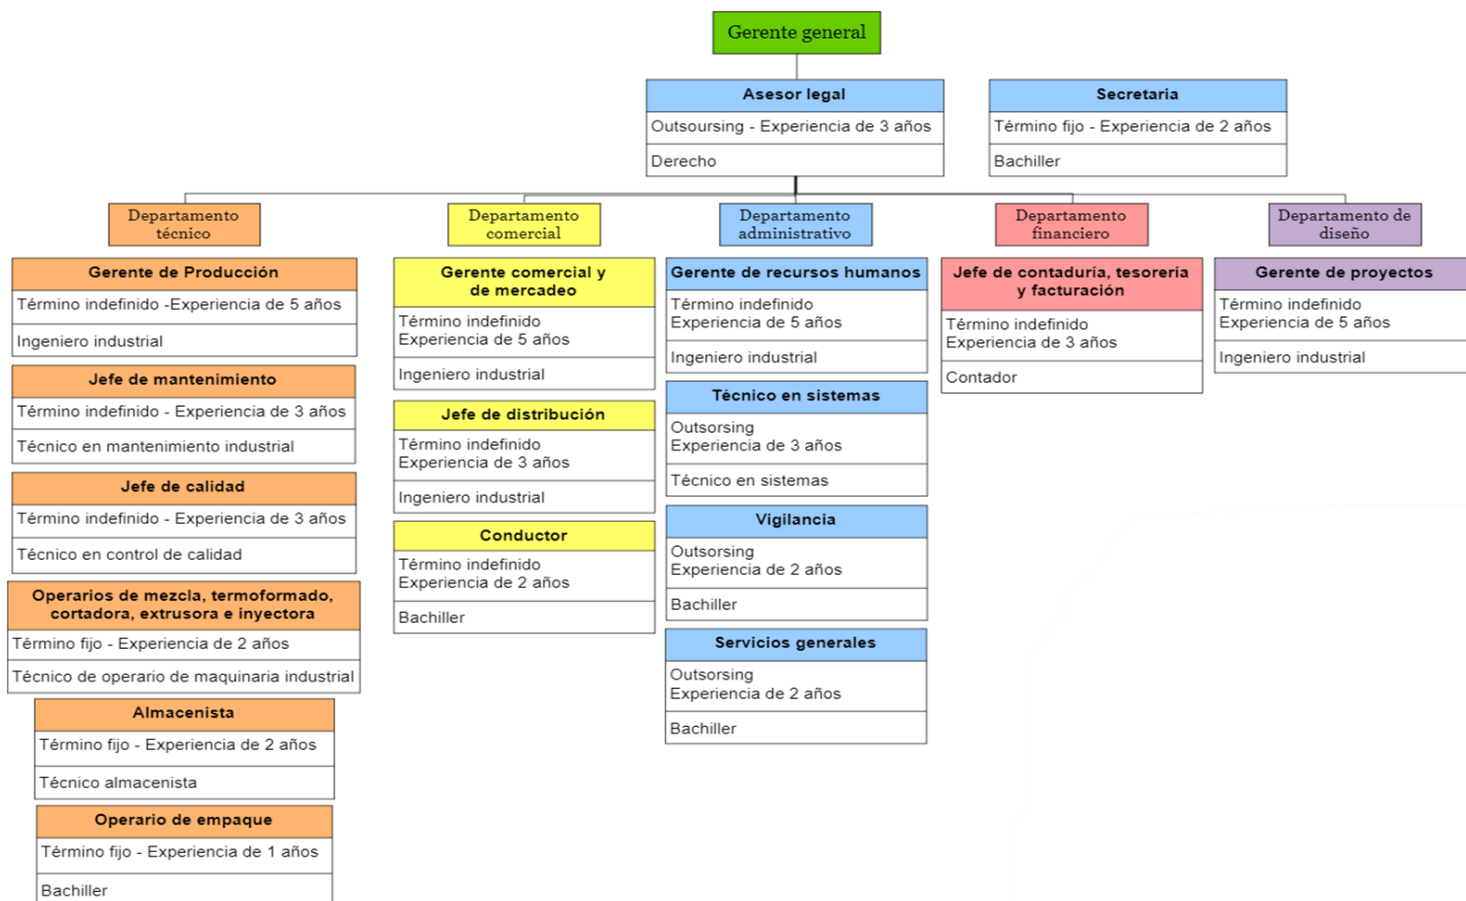 Gerente general
Asesor legal
Outsoursing - Experiencia de 3 años
Derecho
Secretaria
Término fijo - Experiencia de 2 años
Bachiller
Departamento
técnico
Departamento
comercial
Departamento
administrativo
Departamento
financiero
Departamento de
diseño
Gerente de Producción
Término indefinido -Experiencia de 5 años
Ingeniero industrial
Jefe de mantenimiento
Término indefinido - Experiencia de 3 años
Técnico en mantenimiento industrial
Jefe de calidad
Término indefinido - Experiencia de 3 años
Técnico en control de calidad
Operarios de mezcla, termoformado,
cortadora, extrusora e inyectora
Término fijo - Experiencia de 2 años
Técnico de operario de maquinaria industrial
Almacenista
Término fijo - Experiencia de 2 años
Técnico almacenista
Operario de empaque
Término fijo - Experiencia de 1 años
Bachiller
Gerente comercial y
de mercadeo
Término indefinido
Experiencia de 5 años
Ingeniero industrial
Jefe de distribución
Término indefinido
Experiencia de 3 años
Ingeniero industrial
Conductor
Término indefinido
Experiencia de 2 años
Bachiller
Gerente de recursos humanos
Término indefinido
Experiencia de 5 años
Ingeniero industrial
Técnico en sistemas
Outsorsing
Experiencia de 3 años
Técnico en sistemas
Vigilancia
Outsorsing
Experiencia de 2 años
Bachiller
Servicios generales
Outsorsing
Experiencia de 2 años
Bachiller
Jefe de contaduría, tesorería
y facturación
Término indefinido
Experiencia de 3 años
Contador
Gerente de proyectos
Término indefinido
Experiencia de 5 años
Ingeniero industrial